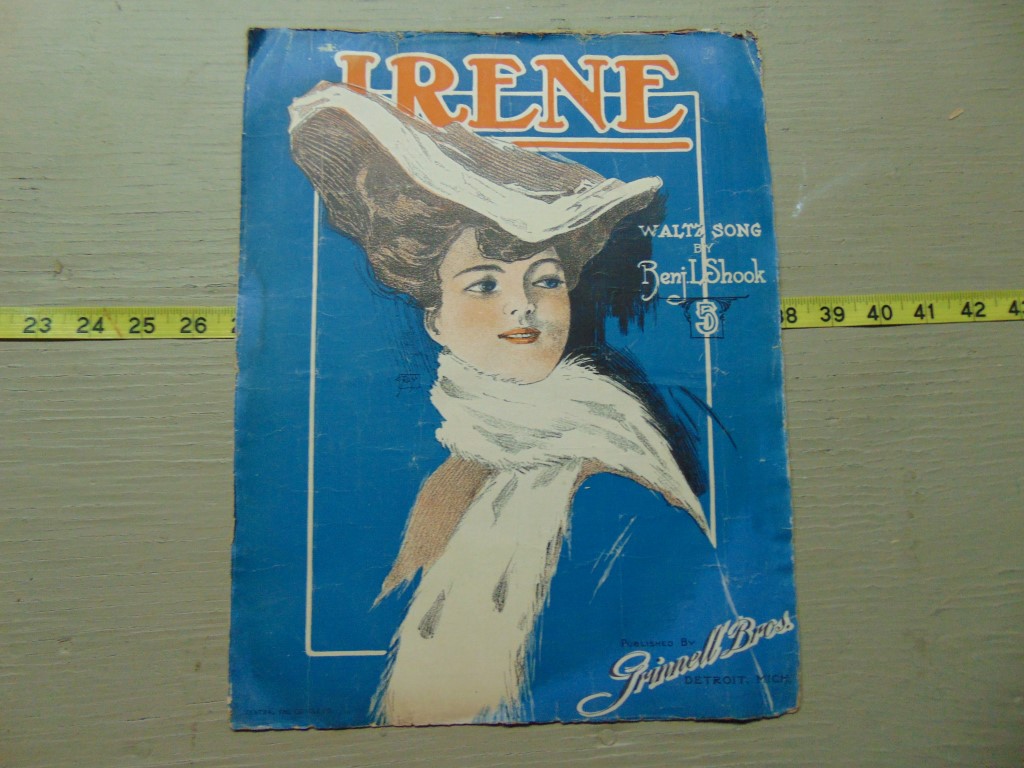 IRENE
WALTZ SONG
BY
Benj. L Shook
5
23 24 25 26
38 39 40 41 42 43
PUBLISHED BY
Grinnell Bros
DETROIT, MICH.